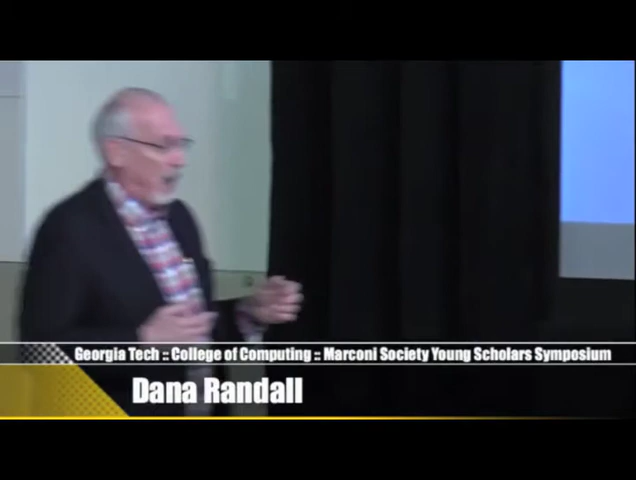 Georgia Tech :: College of Computing :: Marconi Society Young Scholars Symposium
Dana Randall